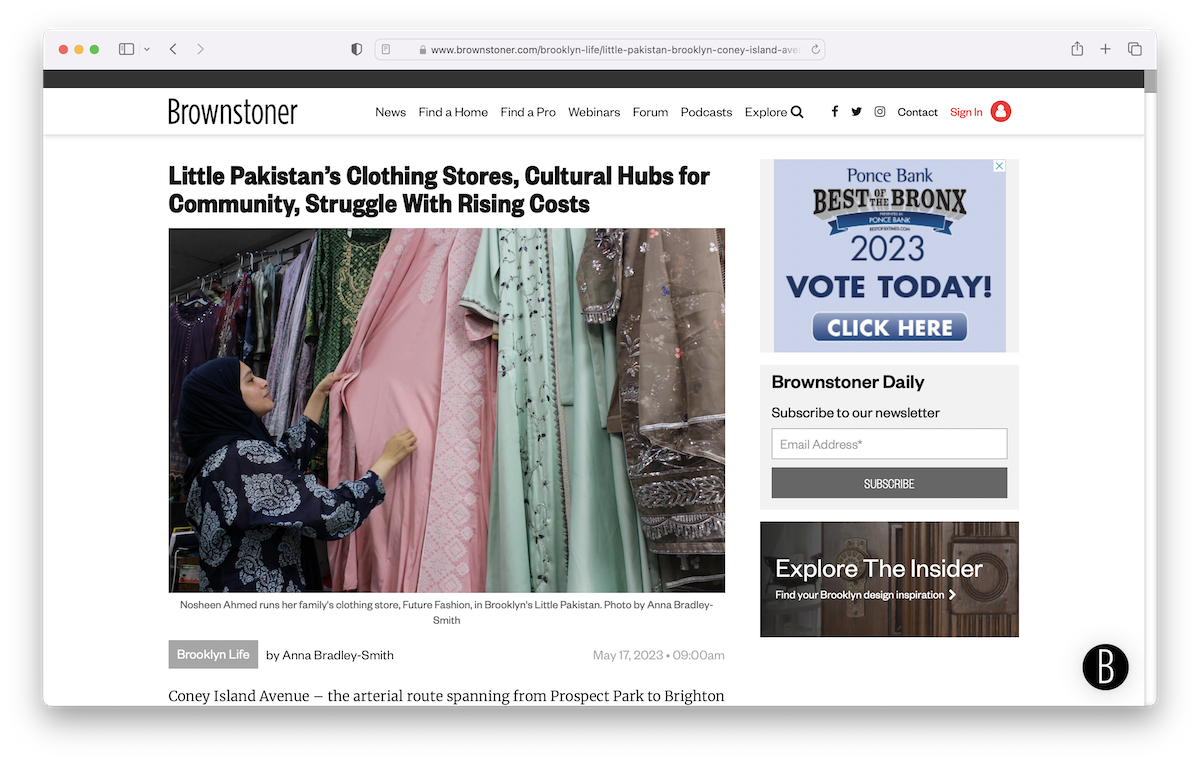 www.brownstoner.com/brooklyn-life/little-pakistan-brooklyn-coney-island-ave
Brownstoner
News Find a Home Find a Pro Webinars Forum Podcasts Explore Contact Sign In
Little Pakistan's Clothing Stores, Cultural Hubs for
Community, Struggle With Rising Costs
Nosheen Ahmed runs her family's clothing store, Future Fashion, in Brooklyn's Little Pakistan. Photo by Anna Bradley-
Smith
Brooklyn Life by Anna Bradley-Smith May 17, 2023 • 09:00am
Coney Island Avenue – the arterial route spanning from Prospect Park to Brighton
Ponce Bank
BEST OF THE BRONX
PRESENTED BY
PONCE BANK
BESTOFBXTIMES.COM
2023
VOTE TODAY!
CLICK HERE
Brownstoner Daily
Subscribe to our newsletter
Email Address*
SUBSCRIBE
Explore The Insider
Find your Brooklyn design inspiration
B